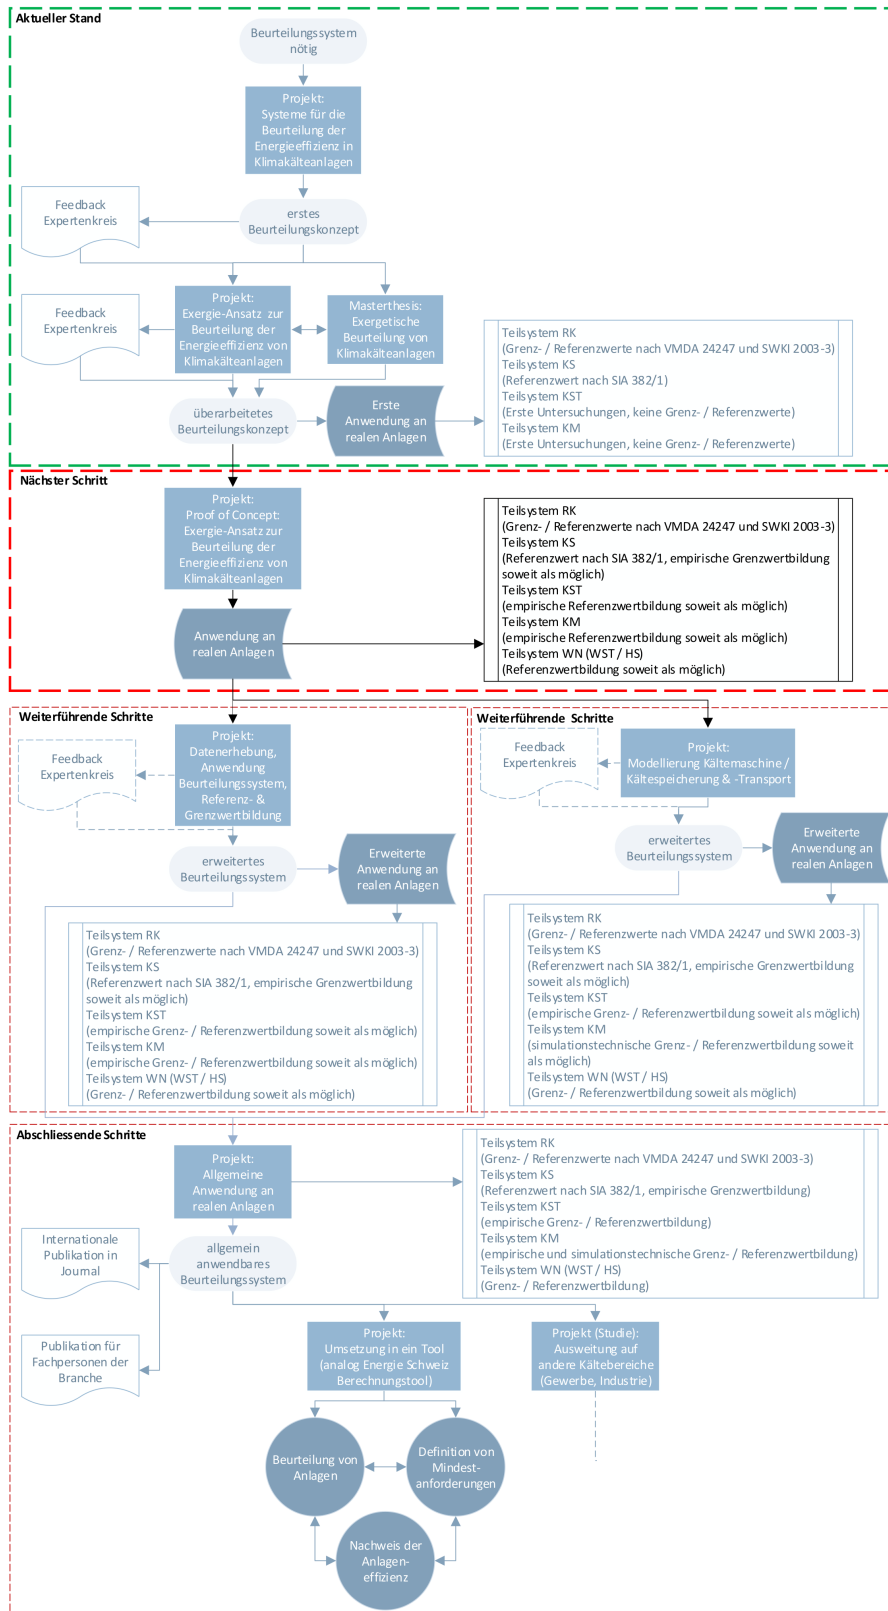 Aktueller Stand
Beurteilungssystem
nötig
Projekt:
Systeme für die
Beurteilung der
Energieeffizienz in
Klimakälteanlagen
Feedback
Expertenkreis
erstes
Beurteilungskonzept
Feedback
Expertenkreis
Projekt:
Exergie-Ansatz zur
Beurteilung der
Energieeffizienz von
Klimakälteanlagen
Masterthesis:
Exergetische
Beurteilung von
Klimakälteanlagen
überarbeitetes
Beurteilungskonzept
Erste
Anwendung an
realen Anlagen
Teilsystem RK
(Grenz- / Referenzwerte nach VMDA 24247 und SWKI 2003-3)
Teilsystem KS
(Referenzwert nach SIA 382/1)
Teilsystem KST
(Erste Untersuchungen, keine Grenz- / Referenzwerte)
Teilsystem KM
(Erste Untersuchungen, keine Grenz- / Referenzwerte)
Nächster Schritt
Projekt:
Proof of Concept:
Exergie-Ansatz zur
Beurteilung der
Energieeffizienz von
Klimakälteanlagen
Anwendung an
realen Anlagen
Teilsystem RK
(Grenz- / Referenzwerte nach VMDA 24247 und SWKI 2003-3)
Teilsystem KS
(Referenzwert nach SIA 382/1, empirische Grenzwertbildung
soweit als möglich)
Teilsystem KST
(empirische Referenzwertbildung soweit als möglich)
Teilsystem KM
(empirische Referenzwertbildung soweit als möglich)
Teilsystem WN (WST / HS)
(Referenzwertbildung soweit als möglich)
Weiterführende Schritte
Feedback
Expertenkreis
Projekt:
Datenerhebung,
Anwendung
Beurteilungssystem,
Referenz- &
Grenzwertbildung
erweitertes
Beurteilungssystem
Erweiterte
Anwendung an
realen Anlagen
Teilsystem RK
(Grenz- / Referenzwerte nach VMDA 24247 und SWKI 2003-3)
Teilsystem KS
(Referenzwert nach SIA 382/1, empirische Grenzwertbildung
soweit als möglich)
Teilsystem KST
(empirische Grenz- / Referenzwertbildung soweit als möglich)
Teilsystem KM
(empirische Grenz- / Referenzwertbildung soweit als möglich)
Teilsystem WN (WST / HS)
(Grenz- / Referenzwertbildung soweit als möglich)
Weiterführende Schritte
Feedback
Expertenkreis
Projekt:
Modellierung Kältemaschine /
Kältespeicherung & -Transport
erweitertes
Beurteilungssystem
Erweiterte
Anwendung an
realen Anlagen
Teilsystem RK
(Grenz- / Referenzwerte nach VMDA 24247 und SWKI 2003-3)
Teilsystem KS
(Referenzwert nach SIA 382/1, empirische Grenzwertbildung
soweit als möglich)
Teilsystem KST
(empirische Grenz- / Referenzwertbildung soweit als möglich)
Teilsystem KM
(simulationstechnische Grenz- / Referenzwertbildung soweit
als möglich)
Teilsystem WN (WST / HS)
(Grenz- / Referenzwertbildung soweit als möglich)
Abschliessende Schritte
Projekt:
Allgemeine
Anwendung an
realen Anlagen
Teilsystem RK
(Grenz- / Referenzwerte nach VMDA 24247 und SWKI 2003-3)
Teilsystem KS
(Referenzwert nach SIA 382/1, empirische Grenzwertbildung)
Teilsystem KST
(empirische Grenz- / Referenzwertbildung)
Teilsystem KM
(empirische und simulationstechnische Grenz- / Referenzwertbildung)
Teilsystem WN (WST / HS)
(Grenz- / Referenzwertbildung)
Internationale
Publikation in
Journal
allgemein
anwendbares
Beurteilungssystem
Publikation für
Fachpersonen der
Branche
Projekt:
Umsetzung in ein Tool
(analog Energie Schweiz
Berechnungstool)
Projekt (Studie):
Ausweitung auf
andere Kältebereiche
(Gewerbe, Industrie)
Beurteilung von
Anlagen
Definition von
Mindest-
anforderungen
Nachweis der
Anlagen-
effizienz